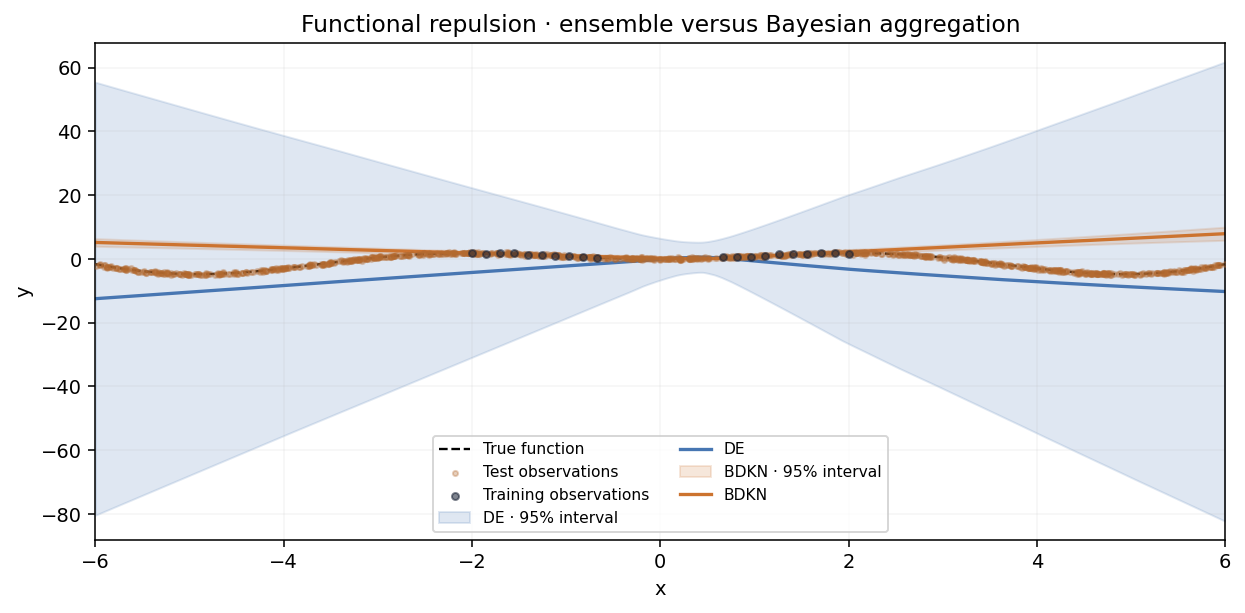 Functional repulsion · ensemble versus Bayesian aggregation
60
40
20
0
−20
−40
−60
−80
y
True function
Test observations
Training observations
DE · 95% interval
DE
BDKN · 95% interval
BDKN
−6
−4
−2
0
2
4
6
x